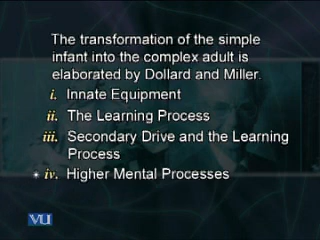 The transformation of the simple
infant into the complex adult is
elaborated by Dollard and Miller.
i. Innate Equipment
ii. The Learning Process
iii. Secondary Drive and the Learning
Process
iv. Higher Mental Processes
VU